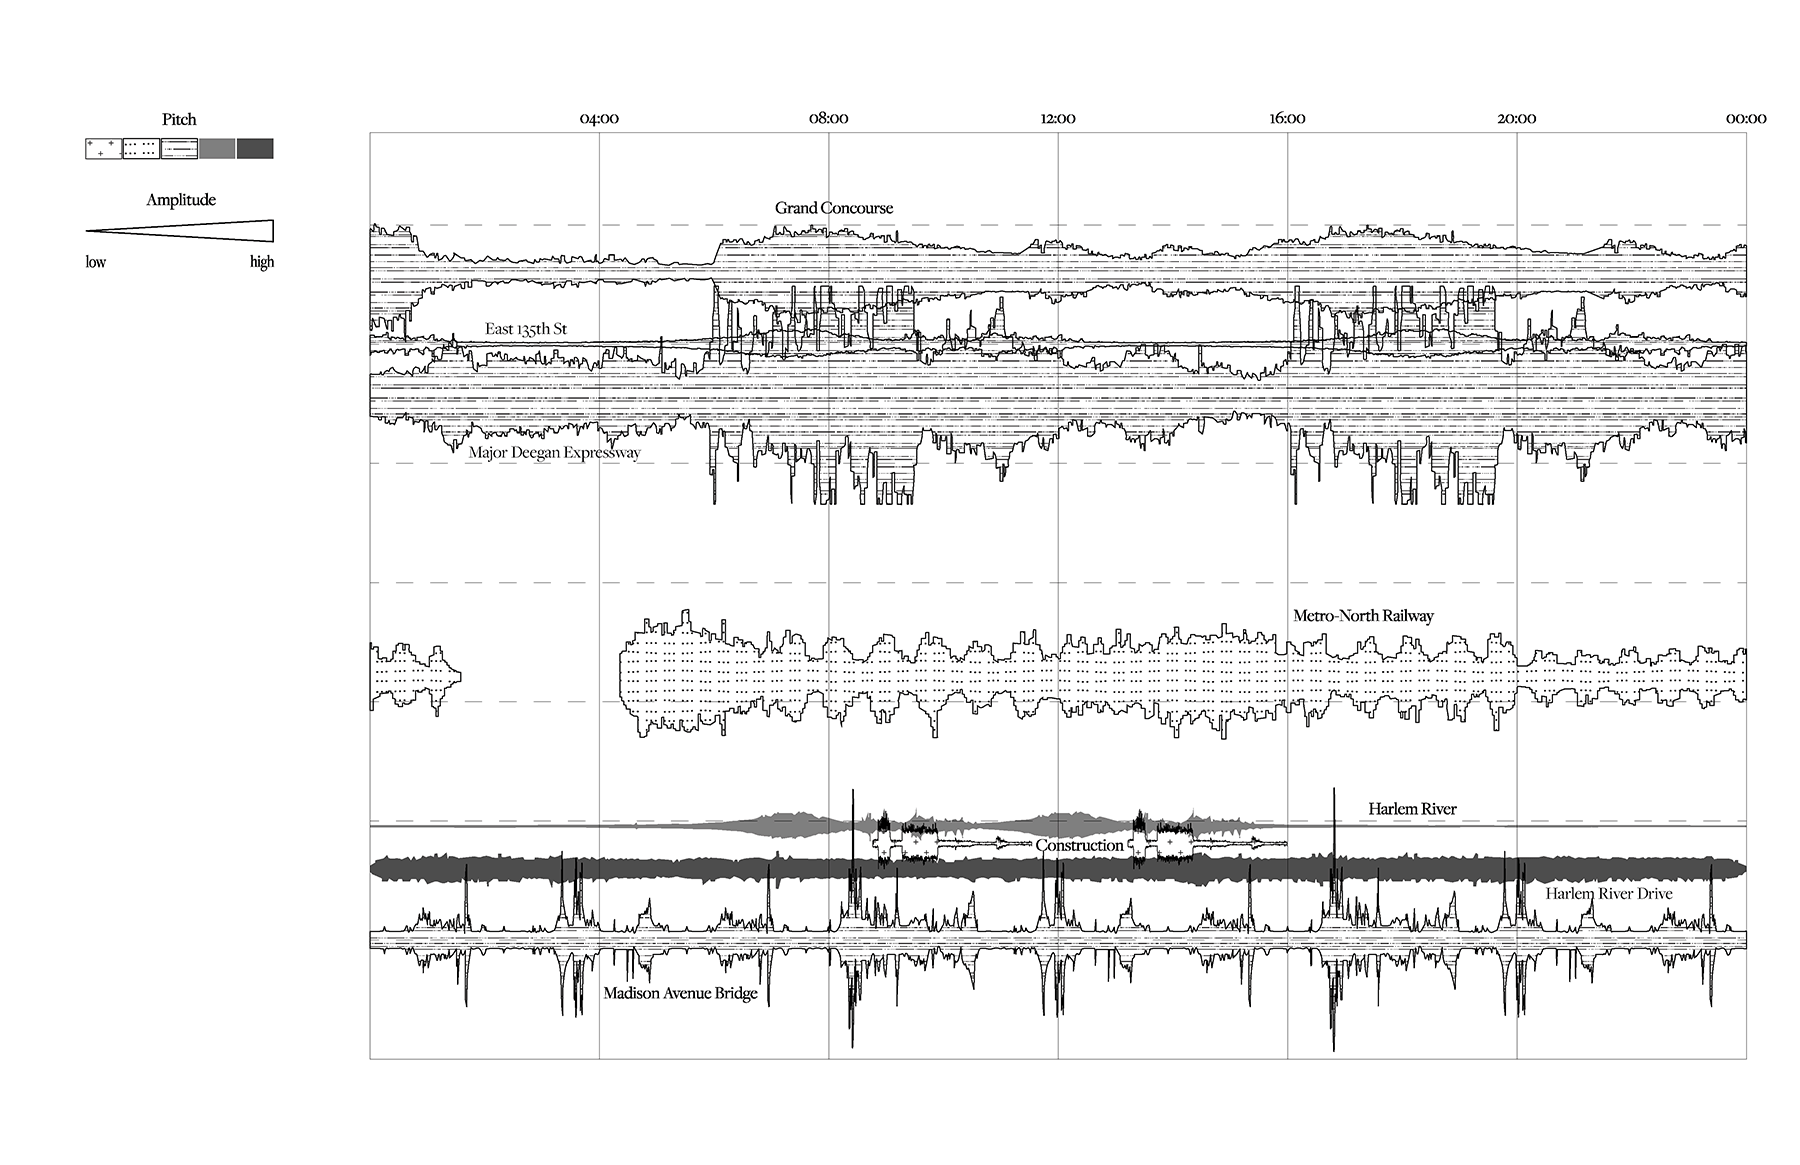 Pitch
Amplitude
low high
04:00 08:00 12:00 16:00 20:00 00:00
Grand Concourse
East 135th St
Major Deegan Expressway
Metro-North Railway
Harlem River
Construction
Harlem River Drive
Madison Avenue Bridge